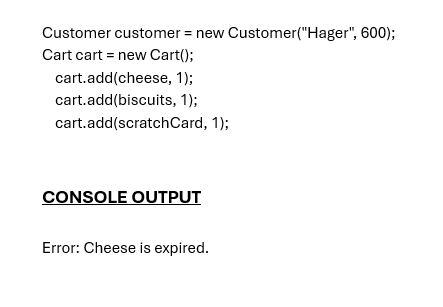 Customer customer = new Customer("Hager", 600);
Cart cart = new Cart();
cart.add(cheese, 1);
cart.add(biscuits, 1);
cart.add(scratchCard, 1);
CONSOLE OUTPUT
Error: Cheese is expired.